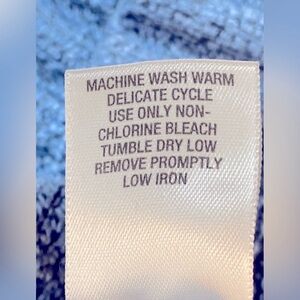 MACHINE WASH WARM
DELICATE CYCLE
USE ONLY NON-
CHLORINE BLEACH
TUMBLE DRY LOW
REMOVE PROMPTLY
LOW IRON